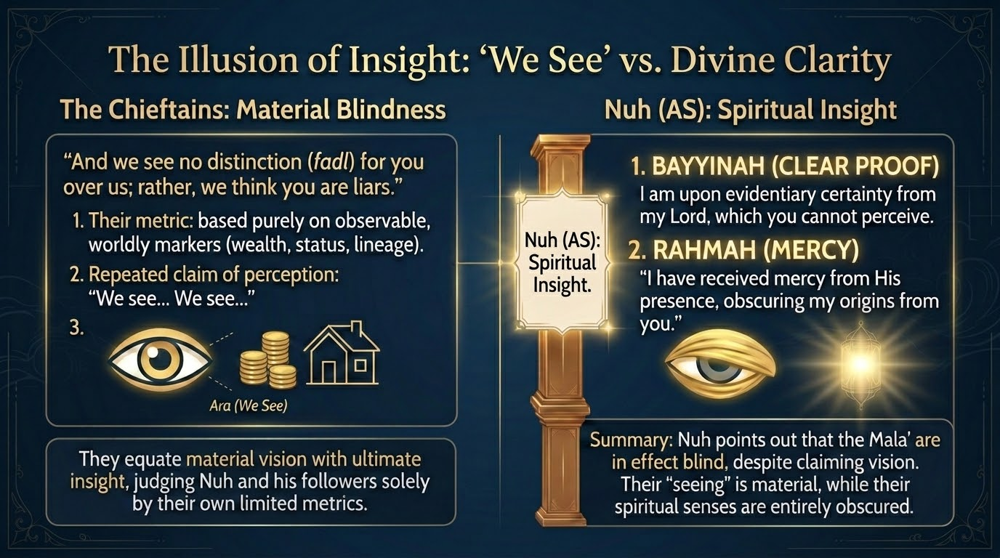 The Illusion of Insight: ‘We See’ vs. Divine Clarity
The Chieftains: Material Blindness
“And we see no distinction (fadl) for you
over us; rather, we think you are liars.”
1. Their metric: based purely on observable,
worldly markers (wealth, status, lineage).
2. Repeated claim of perception:
“We see... We see...”
3.
Ara (We See)
They equate material vision with ultimate
insight, judging Nuh and his followers solely
by their own limited metrics.
Nuh (AS):
Spiritual
Insight.
Nuh (AS): Spiritual Insight
1. BAYYINAH (CLEAR PROOF)
I am upon evidentiary certainty from
my Lord, which you cannot perceive.
2. RAHMAH (MERCY)
“I have received mercy from His
presence, obscuring my origins from
you.”
Summary: Nuh points out that the Mala’ are
in effect blind, despite claiming vision.
Their “seeing” is material, while their
spiritual senses are entirely obscured.